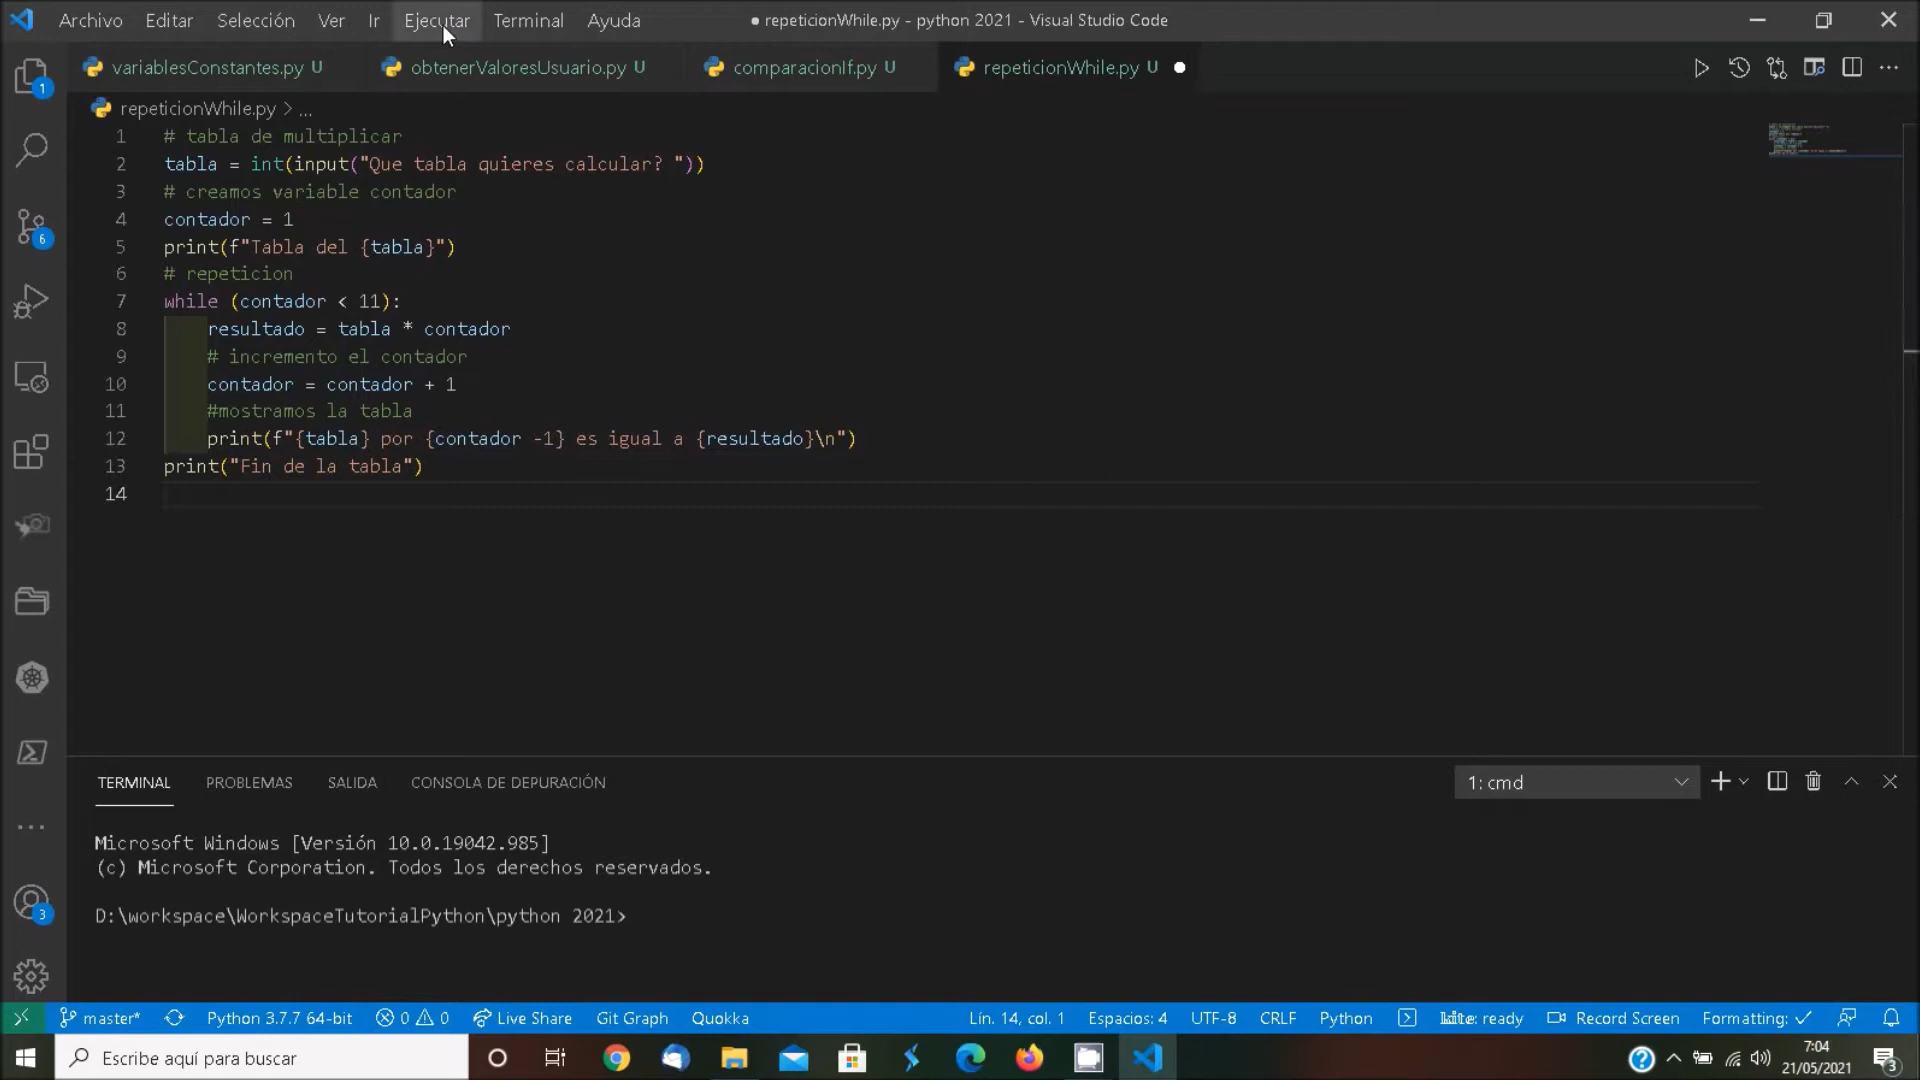 Archivo Editar Selección Ver Ir Ejecutar Terminal Ayuda ● repeticionWhile.py - python 2021 - Visual Studio Code
variablesConstantes.py U obtenerValoresUsuario.py U comparacionIf.py U repeticionWhile.py U
1
repeticionWhile.py > ...
1 # tabla de multiplicar
2 tabla = int(input("Que tabla quieres calcular? "))
3 # creamos variable contador
4 contador = 1
5 print(f"Tabla del {tabla}")
6 # repeticion
7 while (contador < 11):
8 resultado = tabla * contador
9 # incremento el contador
10 contador = contador + 1
11 #mostramos la tabla
12 print(f"{tabla} por {contador -1} es igual a {resultado}\n")
13 print("Fin de la tabla")
14
6
TERMINAL PROBLEMAS SALIDA CONSOLA DE DEPURACIÓN 1: cmd
Microsoft Windows [Versión 10.0.19042.985]
(c) Microsoft Corporation. Todos los derechos reservados.
D:\workspace\WorkspaceTutorialPython\python 2021>
3
master* Python 3.7.7 64-bit 0 0 Live Share Git Graph Quokka Lín. 14, col. 1 Espacios: 4 UTF-8 CRLF Python ready Record Screen Formatting: ✓
Escribe aquí para buscar
7:04
21/05/2021
3